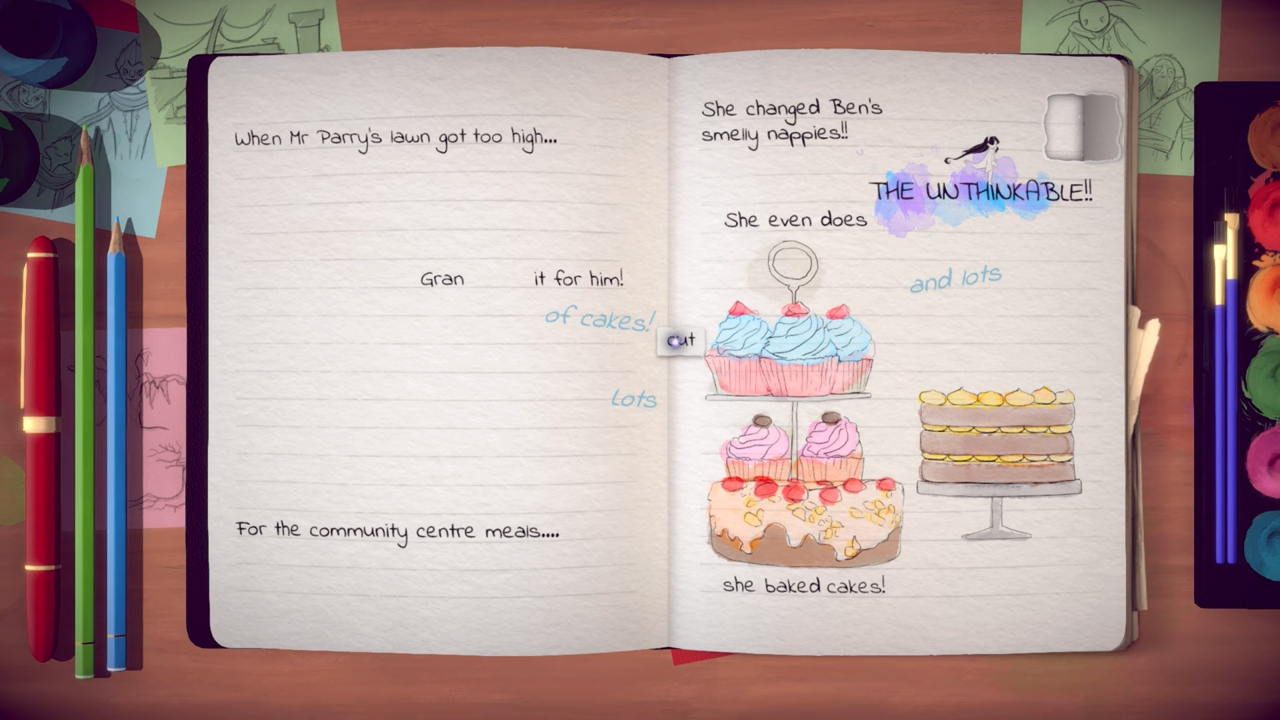 When Mr Parry's lawn got too high...
Gran it for him!
of cakes!
Lots
For the community centre meals....
cut
She changed Ben's
smelly nappies!!
THE UNTHINKABLE!!
She even does
and lots
she baked cakes!